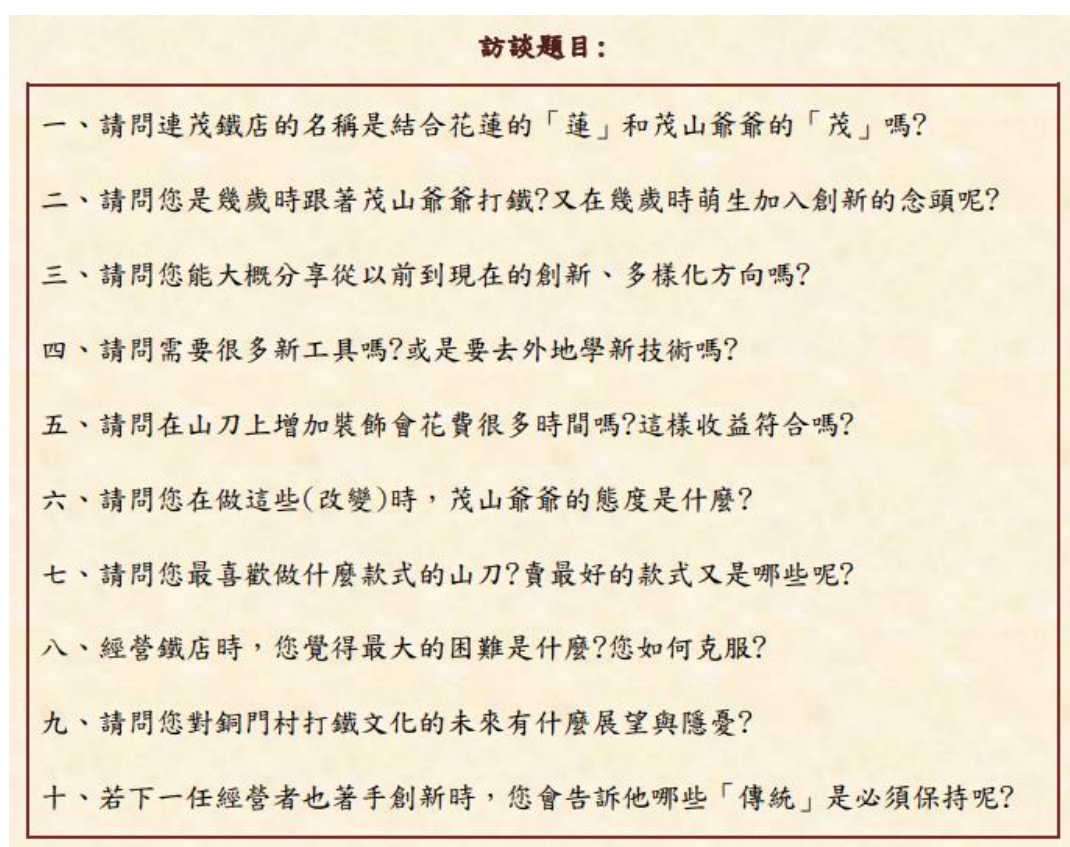 訪談題目:
一、請問連茂鐵店的名稱是結合花蓮的「蓮」和茂山爺爺的「茂」嗎?
二、請問您是幾歲時跟著茂山爺爺打鐵?又在幾歲時萌生加入創新的念頭呢?
三、請問您能大概分享從以前到現在的創新、多樣化方向嗎?
四、請問需要很多新工具嗎?或是要去外地學新技術嗎?
五、請問在山刀上增加裝飾會花費很多時間嗎?這樣收益符合嗎?
六、請問您在做這些(改變)時，茂山爺爺的態度是什麼?
七、請問您最喜歡做什麼款式的山刀?賣最好的款式又是哪些呢?
八、經營鐵店時，您覺得最大的困難是什麼?您如何克服?
九、請問您對銅門村打鐵文化的未來有什麼展望與隱憂?
十、若下一任經營者也著手創新時，您會告訴他哪些「傳統」是必須保持呢?